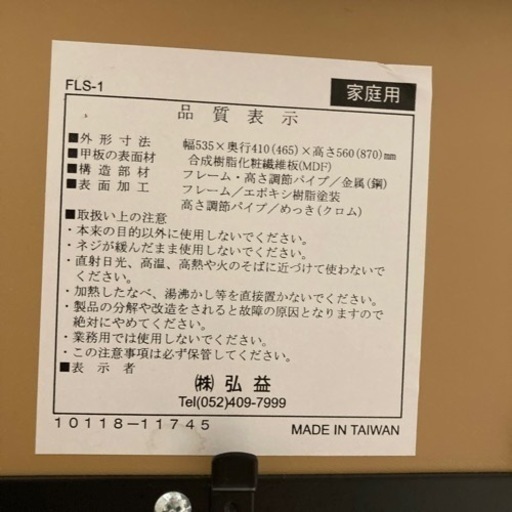 FLS-1
家庭用
品質表示
■外形寸法 幅535×奥行410(465)×高さ560(870)mm
■甲板の表面材 合成樹脂化粧繊維板(MDF)
■構造部材 フレーム・高さ調節パイプ/金属(鋼)
■表面加工 フレーム/エポキシ樹脂塗装
高さ調節パイプ/めっき(クロム)
■取扱い上の注意
・本来の目的以外に使用しないでください。
・ネジが緩んだまま使用しないでください。
・直射日光、高温、高熱や火のそばに近づけて使わないで
ください。
・加熱したなべ、湯沸かし等を直接置かないでください。
・製品の分解や改造をされると故障の原因となりますので
絶対にやめてください。
・業務用では使用しないでください。
・この注意事項は必ず保管してください。
■表示者 ㈱ 弘益
Tel(052)409-7999
10118-11745
MADE IN TAIWAN